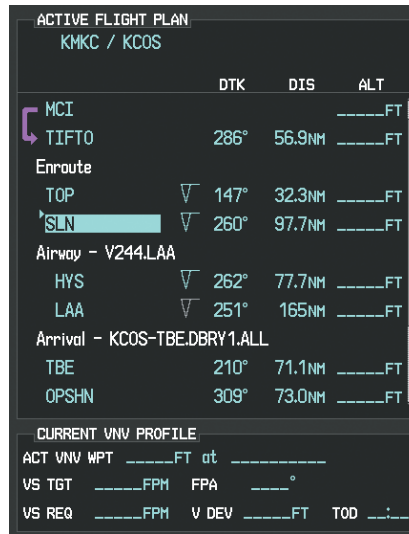 ACTIVE FLIGHT PLAN
KMKC / KCOS
DTK DIS ALT
MCI _____FT
TIFTO 286° 56.9NM _____FT
Enroute
TOP 147° 32.3NM _____FT
SLN 260° 97.7NM _____FT
Airway - V244.LAA
HYS 262° 77.7NM _____FT
LAA 251° 165NM _____FT
Arrival - KCOS-TBE.DBRY1.ALL
TBE 210° 71.1NM _____FT
OPSHN 309° 73.0NM _____FT
CURRENT VNV PROFILE
ACT VNV WPT _____FT at __________
VS TGT _____FPM FPA ____°
VS REQ _____FPM V DEV _____FT TOD __:__